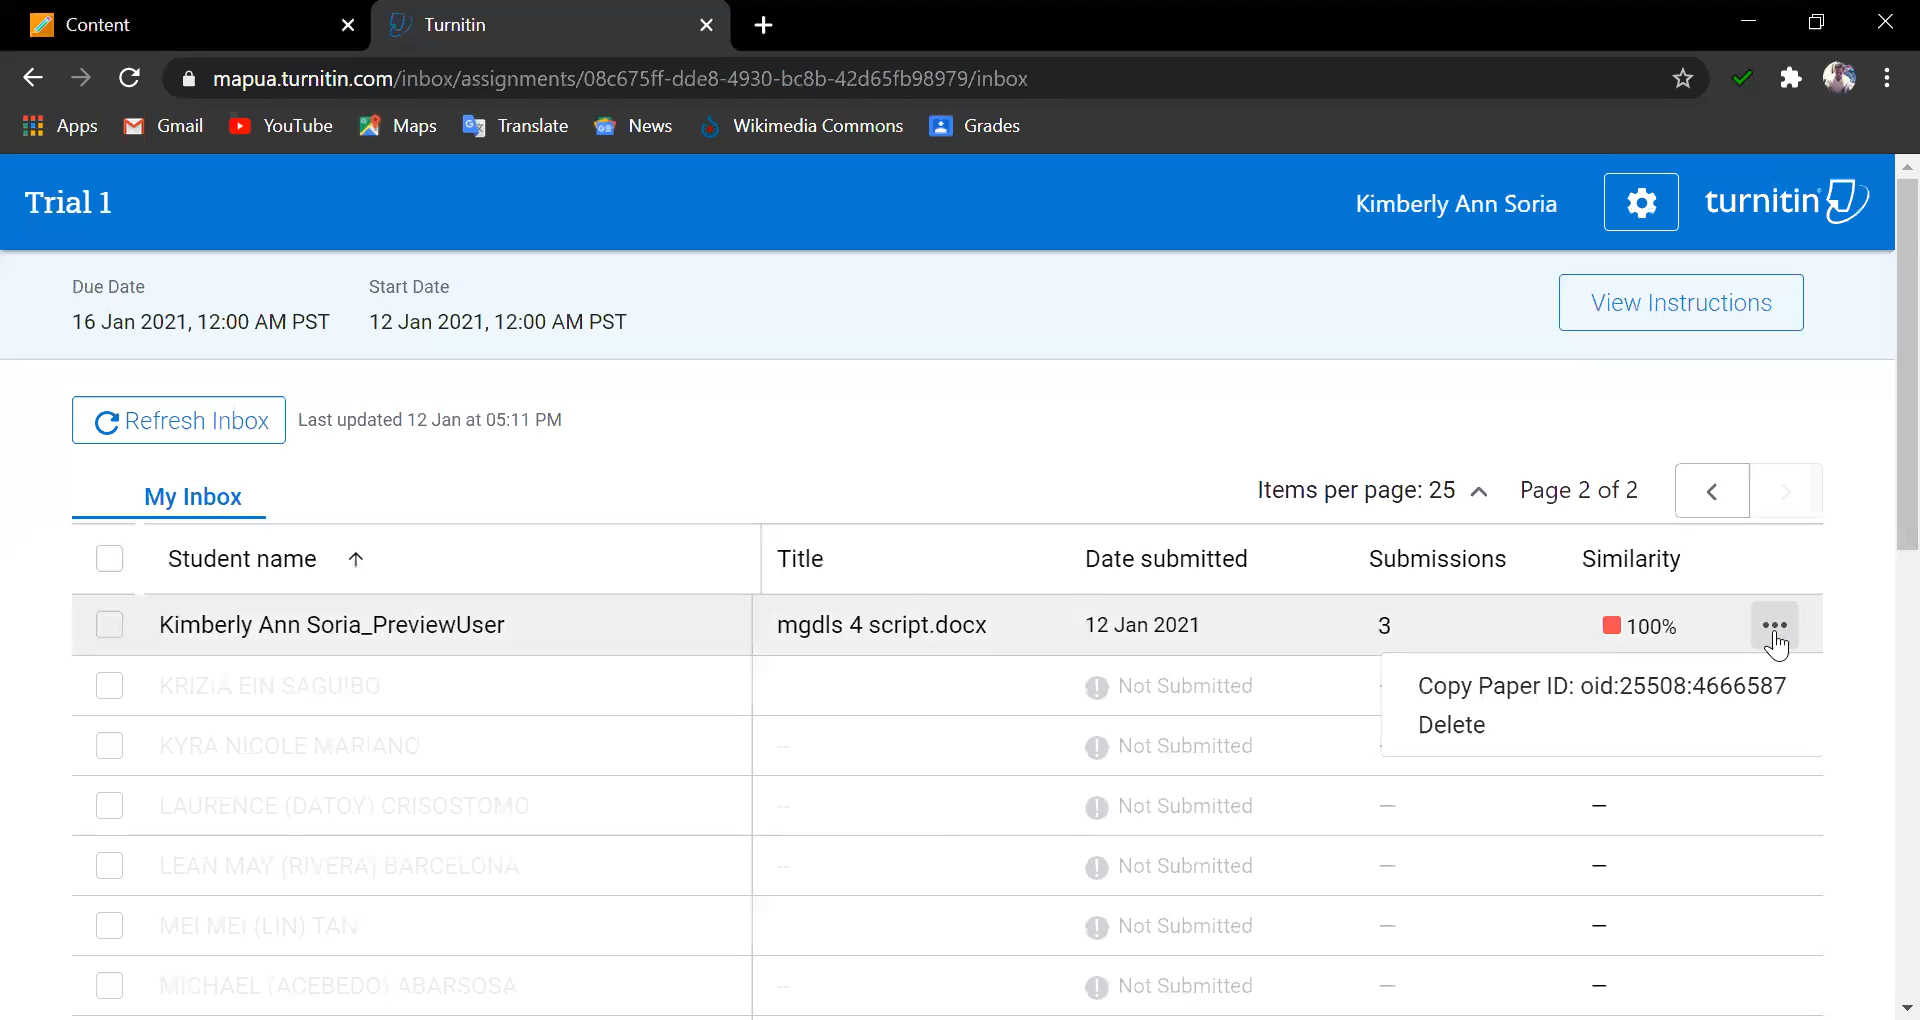 Content
Turnitin
mapua.turnitin.com/inbox/assignments/08c675ff-dde8-4930-bc8b-42d65fb98979/inbox
Apps Gmail YouTube Maps Translate News Wikimedia Commons Grades
Trial 1
Kimberly Ann Soria
turnitin
Due Date
Start Date
16 Jan 2021, 12:00 AM PST
12 Jan 2021, 12:00 AM PST
View Instructions
Refresh Inbox
Last updated 12 Jan at 05:11 PM
My Inbox
Items per page: 25
Page 2 of 2
Student name Title Date submitted Submissions Similarity
Kimberly Ann Soria_PreviewUser mgdls 4 script.docx 12 Jan 2021 3 100%
Copy Paper ID: oid:25508:4666587
Delete
KRIZIA EIN SAGUIBO Not Submitted
KYRA NICOLE MARIANO -- Not Submitted
LAURENCE (DATOY) CRISOSTOMO -- Not Submitted — –
LEAN MAY (RIVERA) BARCELONA -- Not Submitted — –
MEI MEI (LIN) TAN Not Submitted — –
MICHAEL (ACEBEDO) ABARSOSA -- Not Submitted — –